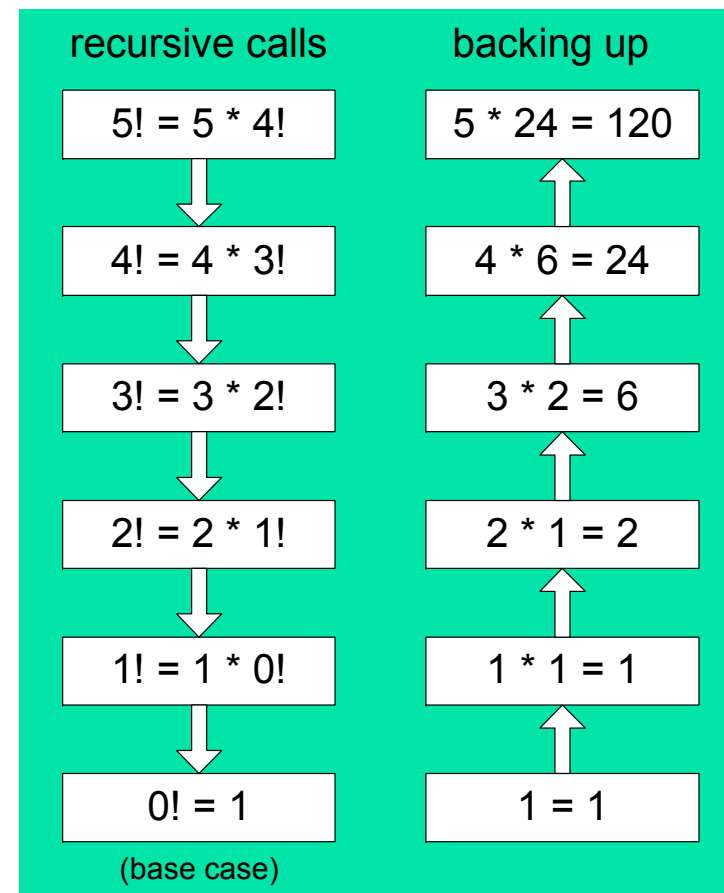 recursive calls
5! = 5 * 4!
4! = 4 * 3!
3! = 3 * 2!
2! = 2 * 1!
1! = 1 * 0!
0! = 1
(base case)
backing up
5 * 24 = 120
4 * 6 = 24
3 * 2 = 6
2 * 1 = 2
1 * 1 = 1
1 = 1